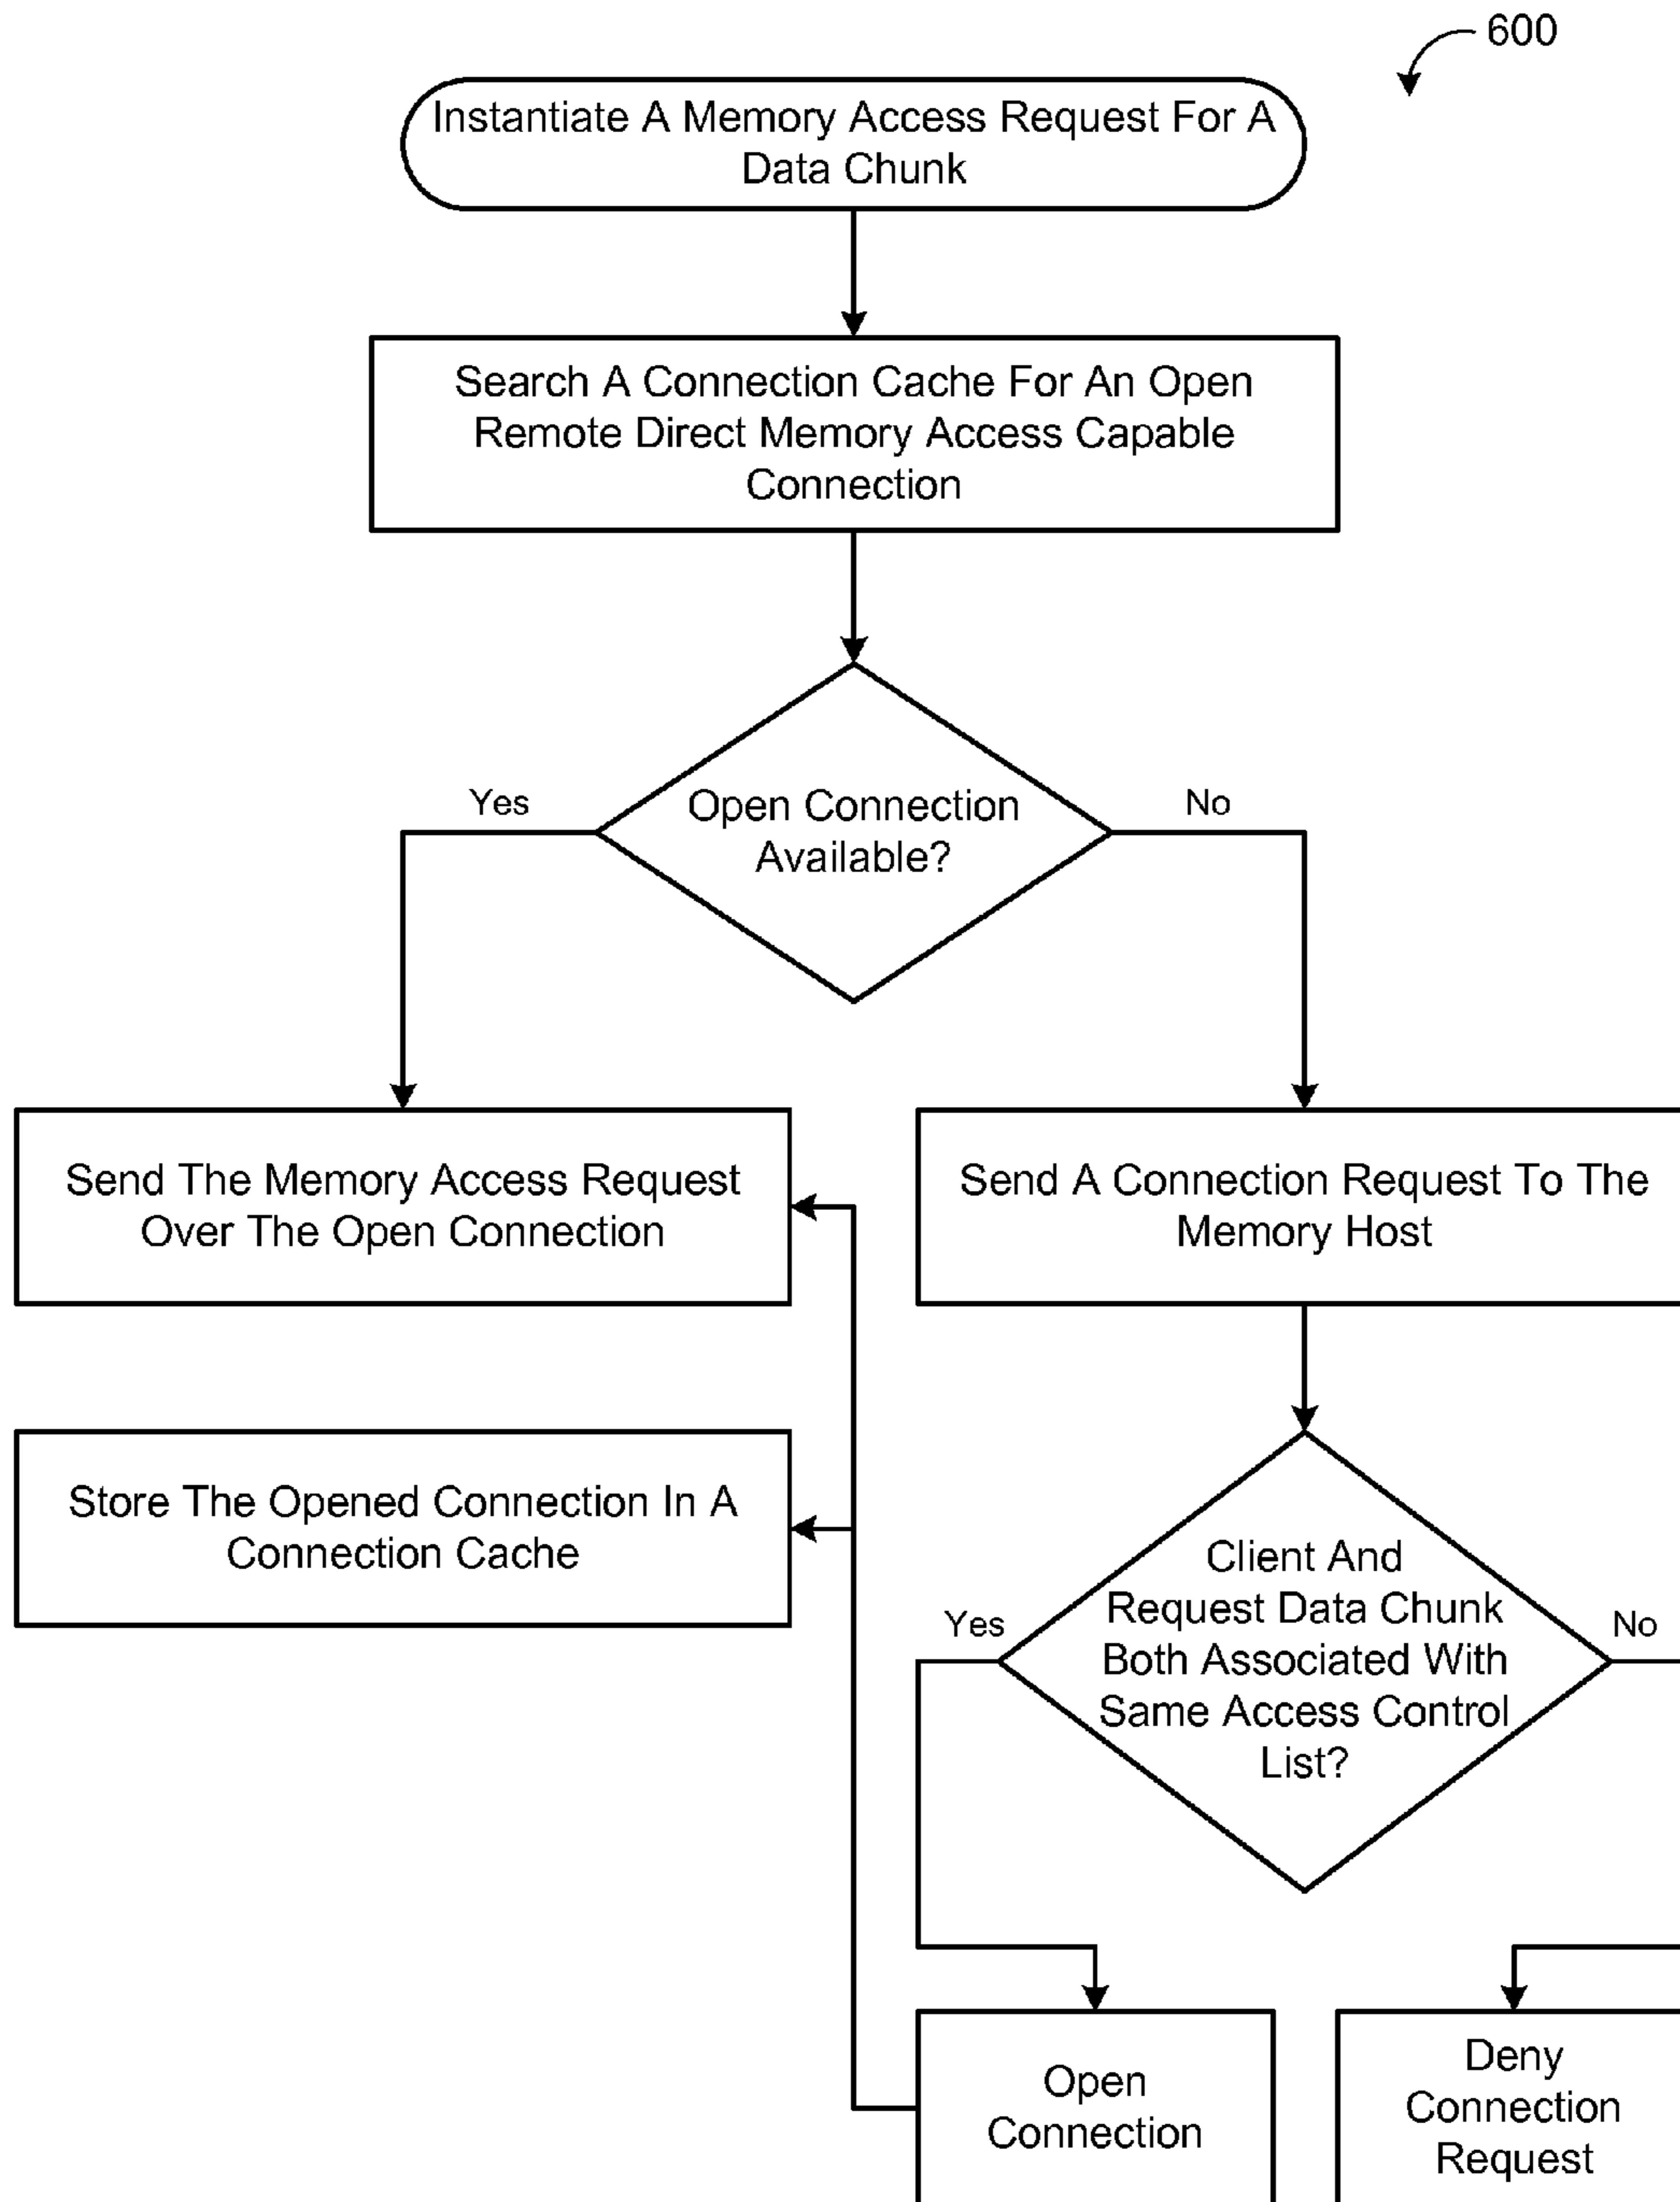 600
Instantiate A Memory Access Request For A
Data Chunk
Search A Connection Cache For An Open
Remote Direct Memory Access Capable
Connection
Open Connection
Available?
Yes
No
Send The Memory Access Request
Over The Open Connection
Send A Connection Request To The
Memory Host
Store The Opened Connection In A
Connection Cache
Client And
Request Data Chunk
Both Associated With
Same Access Control
List?
Yes
No
Open
Connection
Deny
Connection
Request